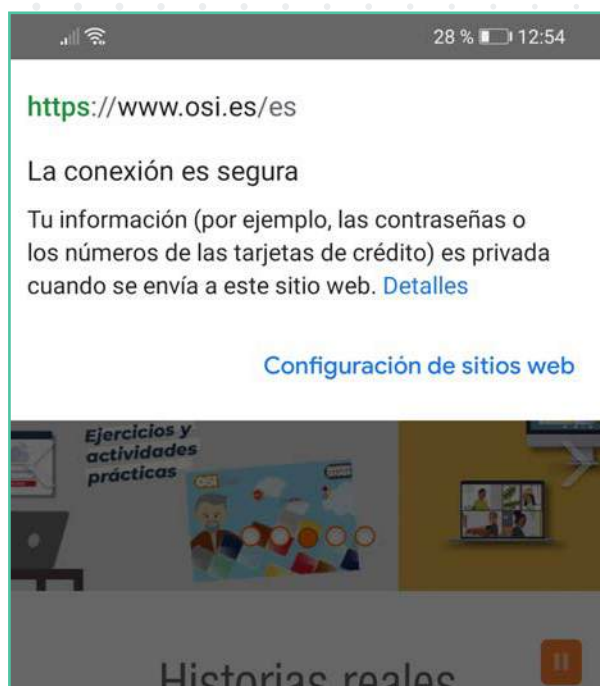 28 % 12:54
https://www.osi.es/es
La conexión es segura
Tu información (por ejemplo, las contraseñas o
los números de las tarjetas de crédito) es privada
cuando se envía a este sitio web. Detalles
Configuración de sitios web
Ejercicios y
actividades
prácticas
OSI
Historias reales